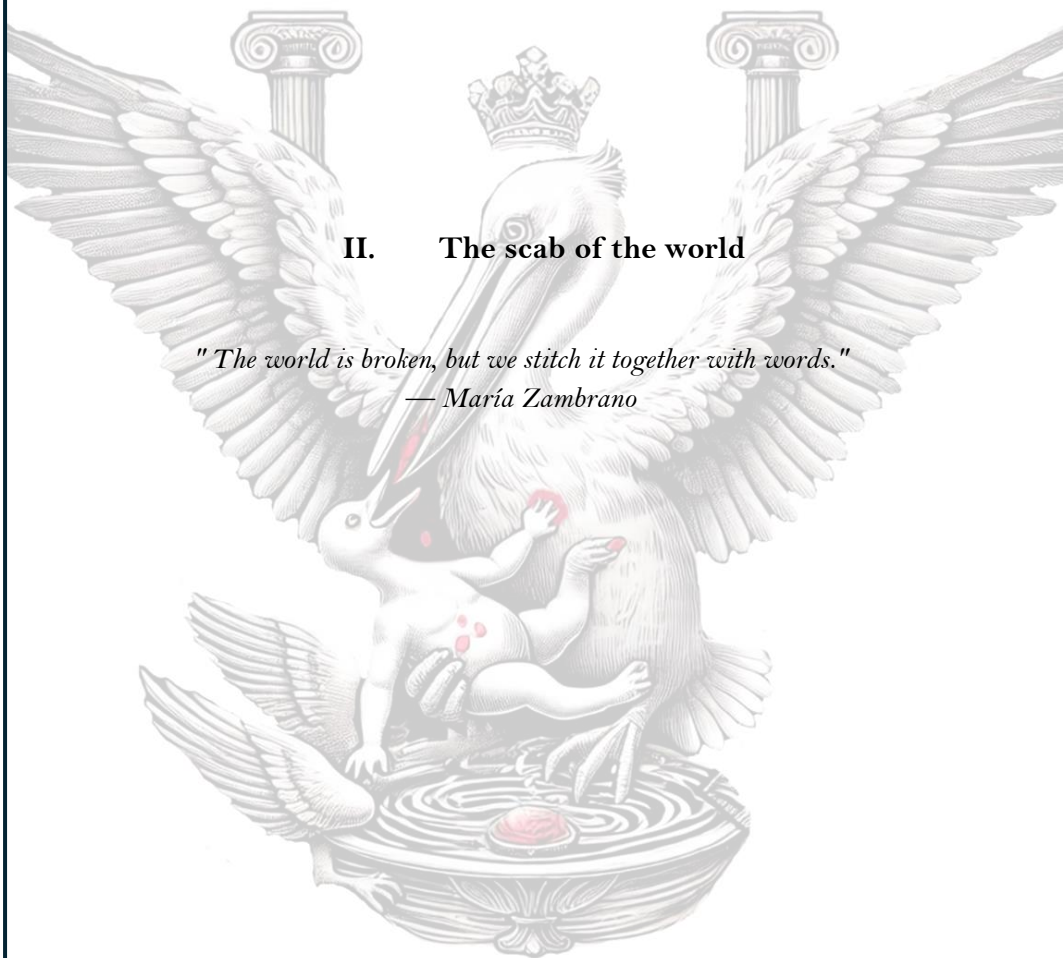 II. The scab of the world
" The world is broken, but we stitch it together with words."
— María Zambrano